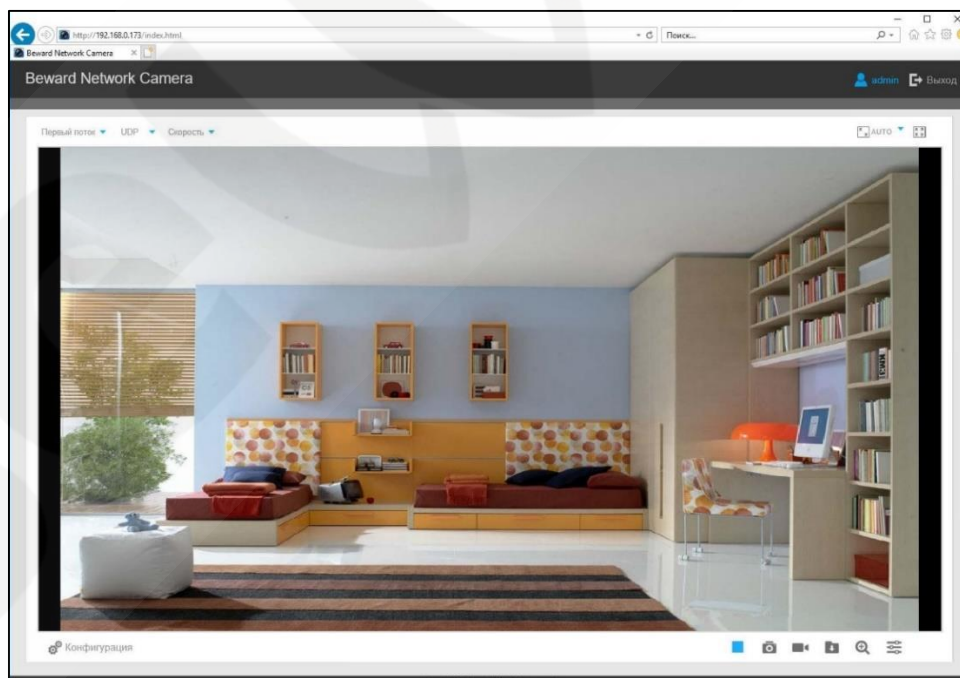 http://192.168.0.173/index.html
Поиск...
Beward Network Camera
Beward Network Camera
admin
Выход
Первый поток
UDP
Скорость
AUTO
Конфигурация